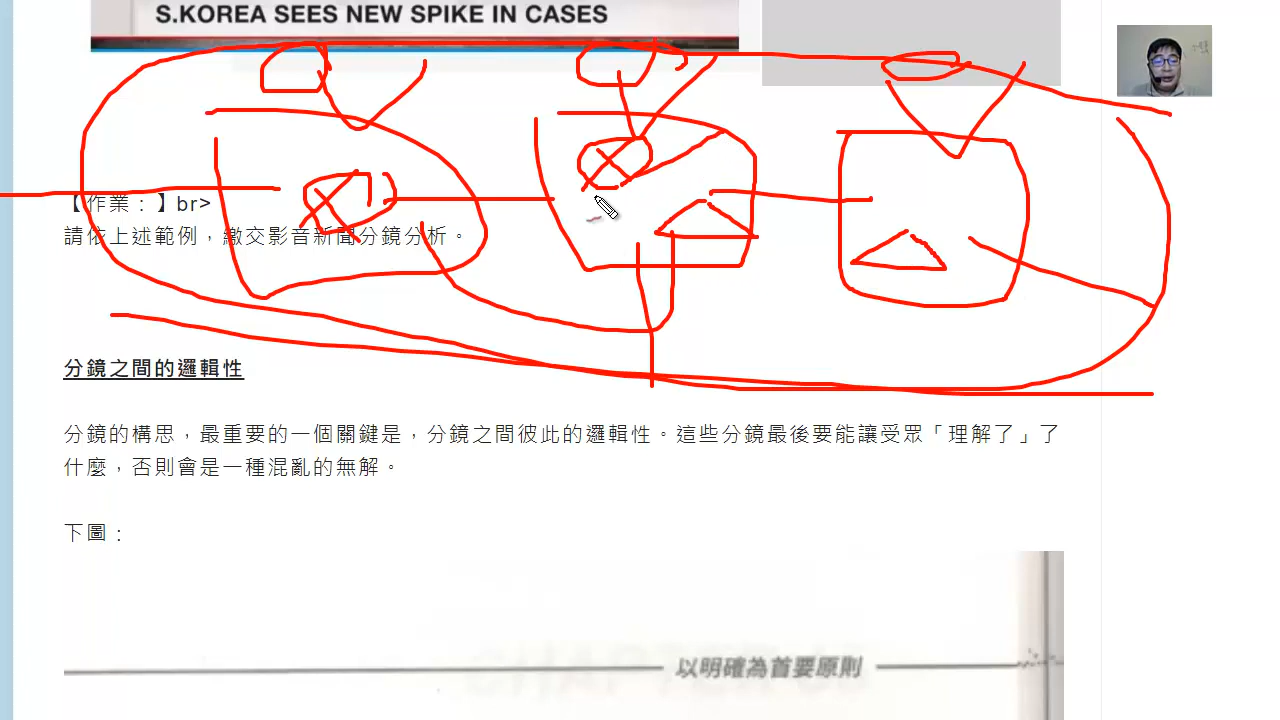 S.KOREA SEES NEW SPIKE IN CASES
【作業：】br>
請依上述範例，繳交影音新聞分鏡分析。
分鏡之間的邏輯性
分鏡的構思，最重要的一個關鍵是，分鏡之間彼此的邏輯性。這些分鏡最後要能讓受眾「理解了」了
什麼，否則會是一種混亂的無解。
下圖：
以明確為首要原則